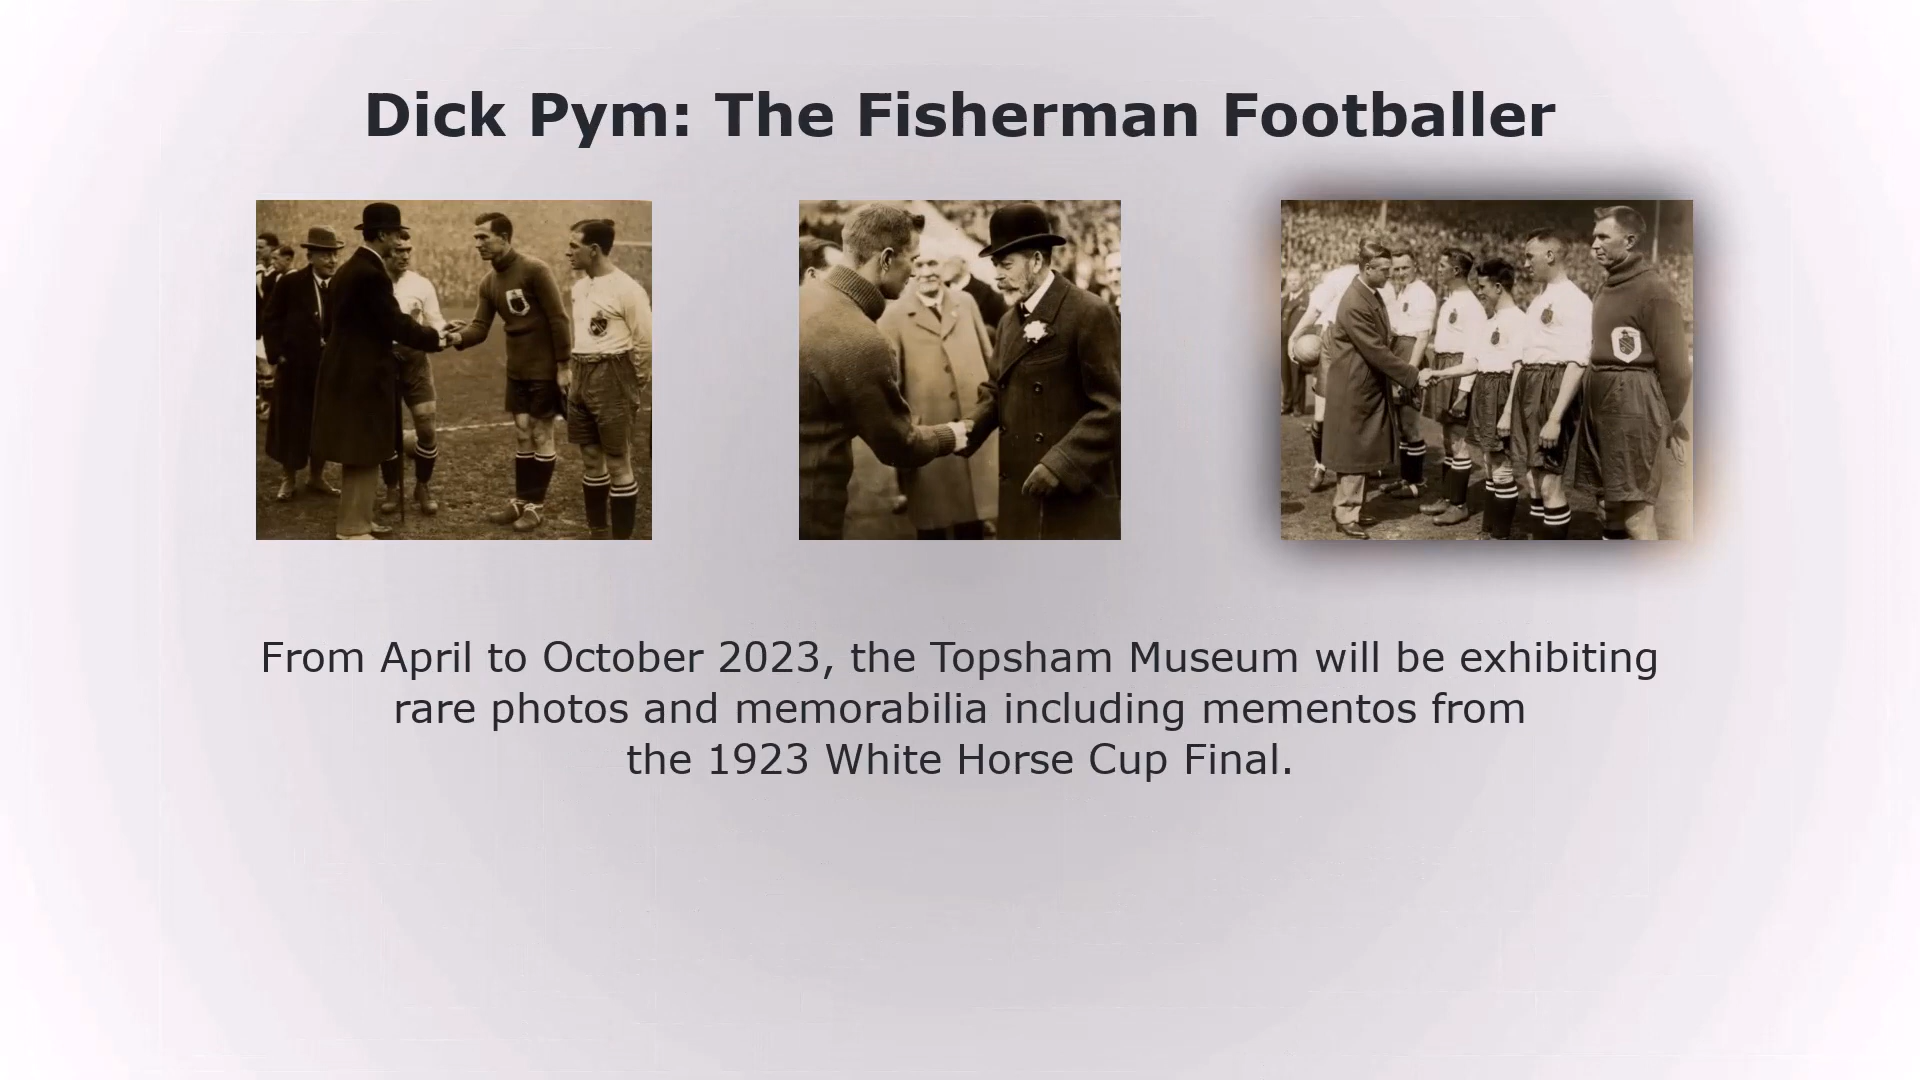 Dick Pym: The Fisherman Footballer
From April to October 2023, the Topsham Museum will be exhibiting
rare photos and memorabilia including mementos from
the 1923 White Horse Cup Final.